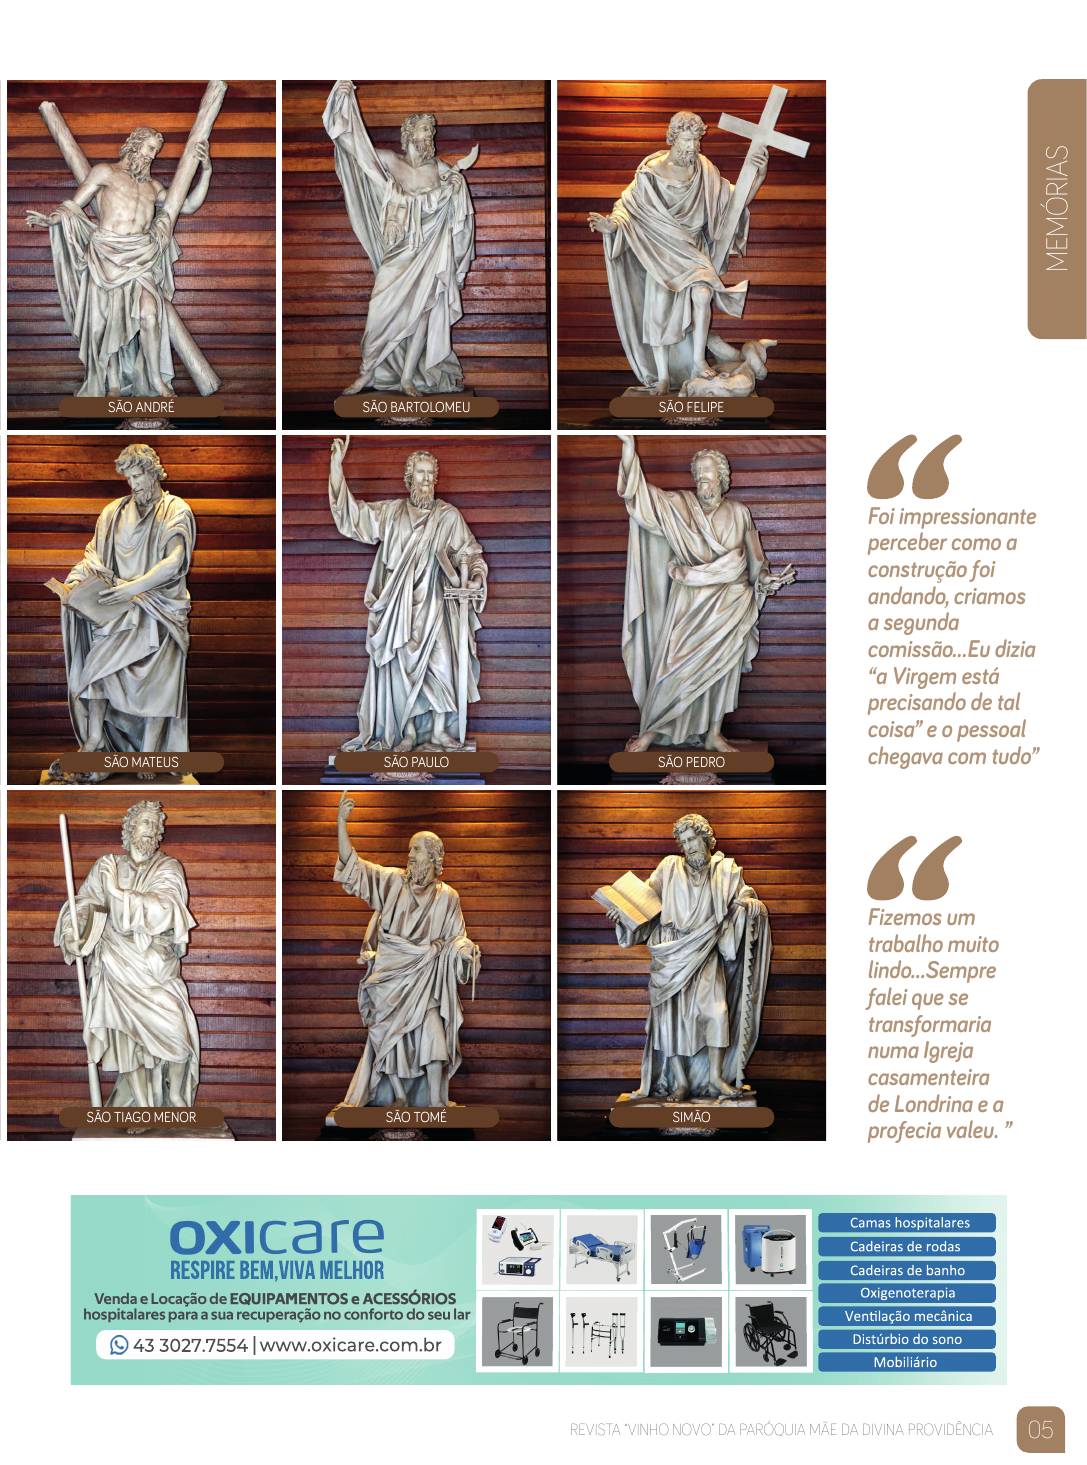 MEMÓRIAS
SÃO ANDRÉ
SÃO BARTOLOMEU
SÃO FELIPE
SÃO MATEUS
SÃO PAULO
SÃO PEDRO
SÃO TIAGO MENOR
SÃO TOMÉ
SIMÃO
Foi impressionante
perceber como a
construção foi
andando, criamos
a segunda
comissão...Eu dizia
“a Virgem está
precisando de tal
coisa” e o pessoal
chegava com tudo”
Fizemos um
trabalho muito
lindo...Sempre
falei que se
transformaria
numa Igreja
casamenteira
de Londrina e a
profecia valeu. ”
OXICARE
RESPIRE BEM,VIVA MELHOR
Venda e Locação de EQUIPAMENTOS e ACESSÓRIOS
hospitalares para a sua recuperação no conforto do seu lar
43 3027.7554 | www.oxicare.com.br
Camas hospitalares
Cadeiras de rodas
Cadeiras de banho
Oxigenoterapia
Ventilação mecânica
Distúrbio do sono
Mobiliário
REVISTA “VINHO NOVO” DA PARÓQUIA MÃE DA DIVINA PROVIDÊNCIA
05